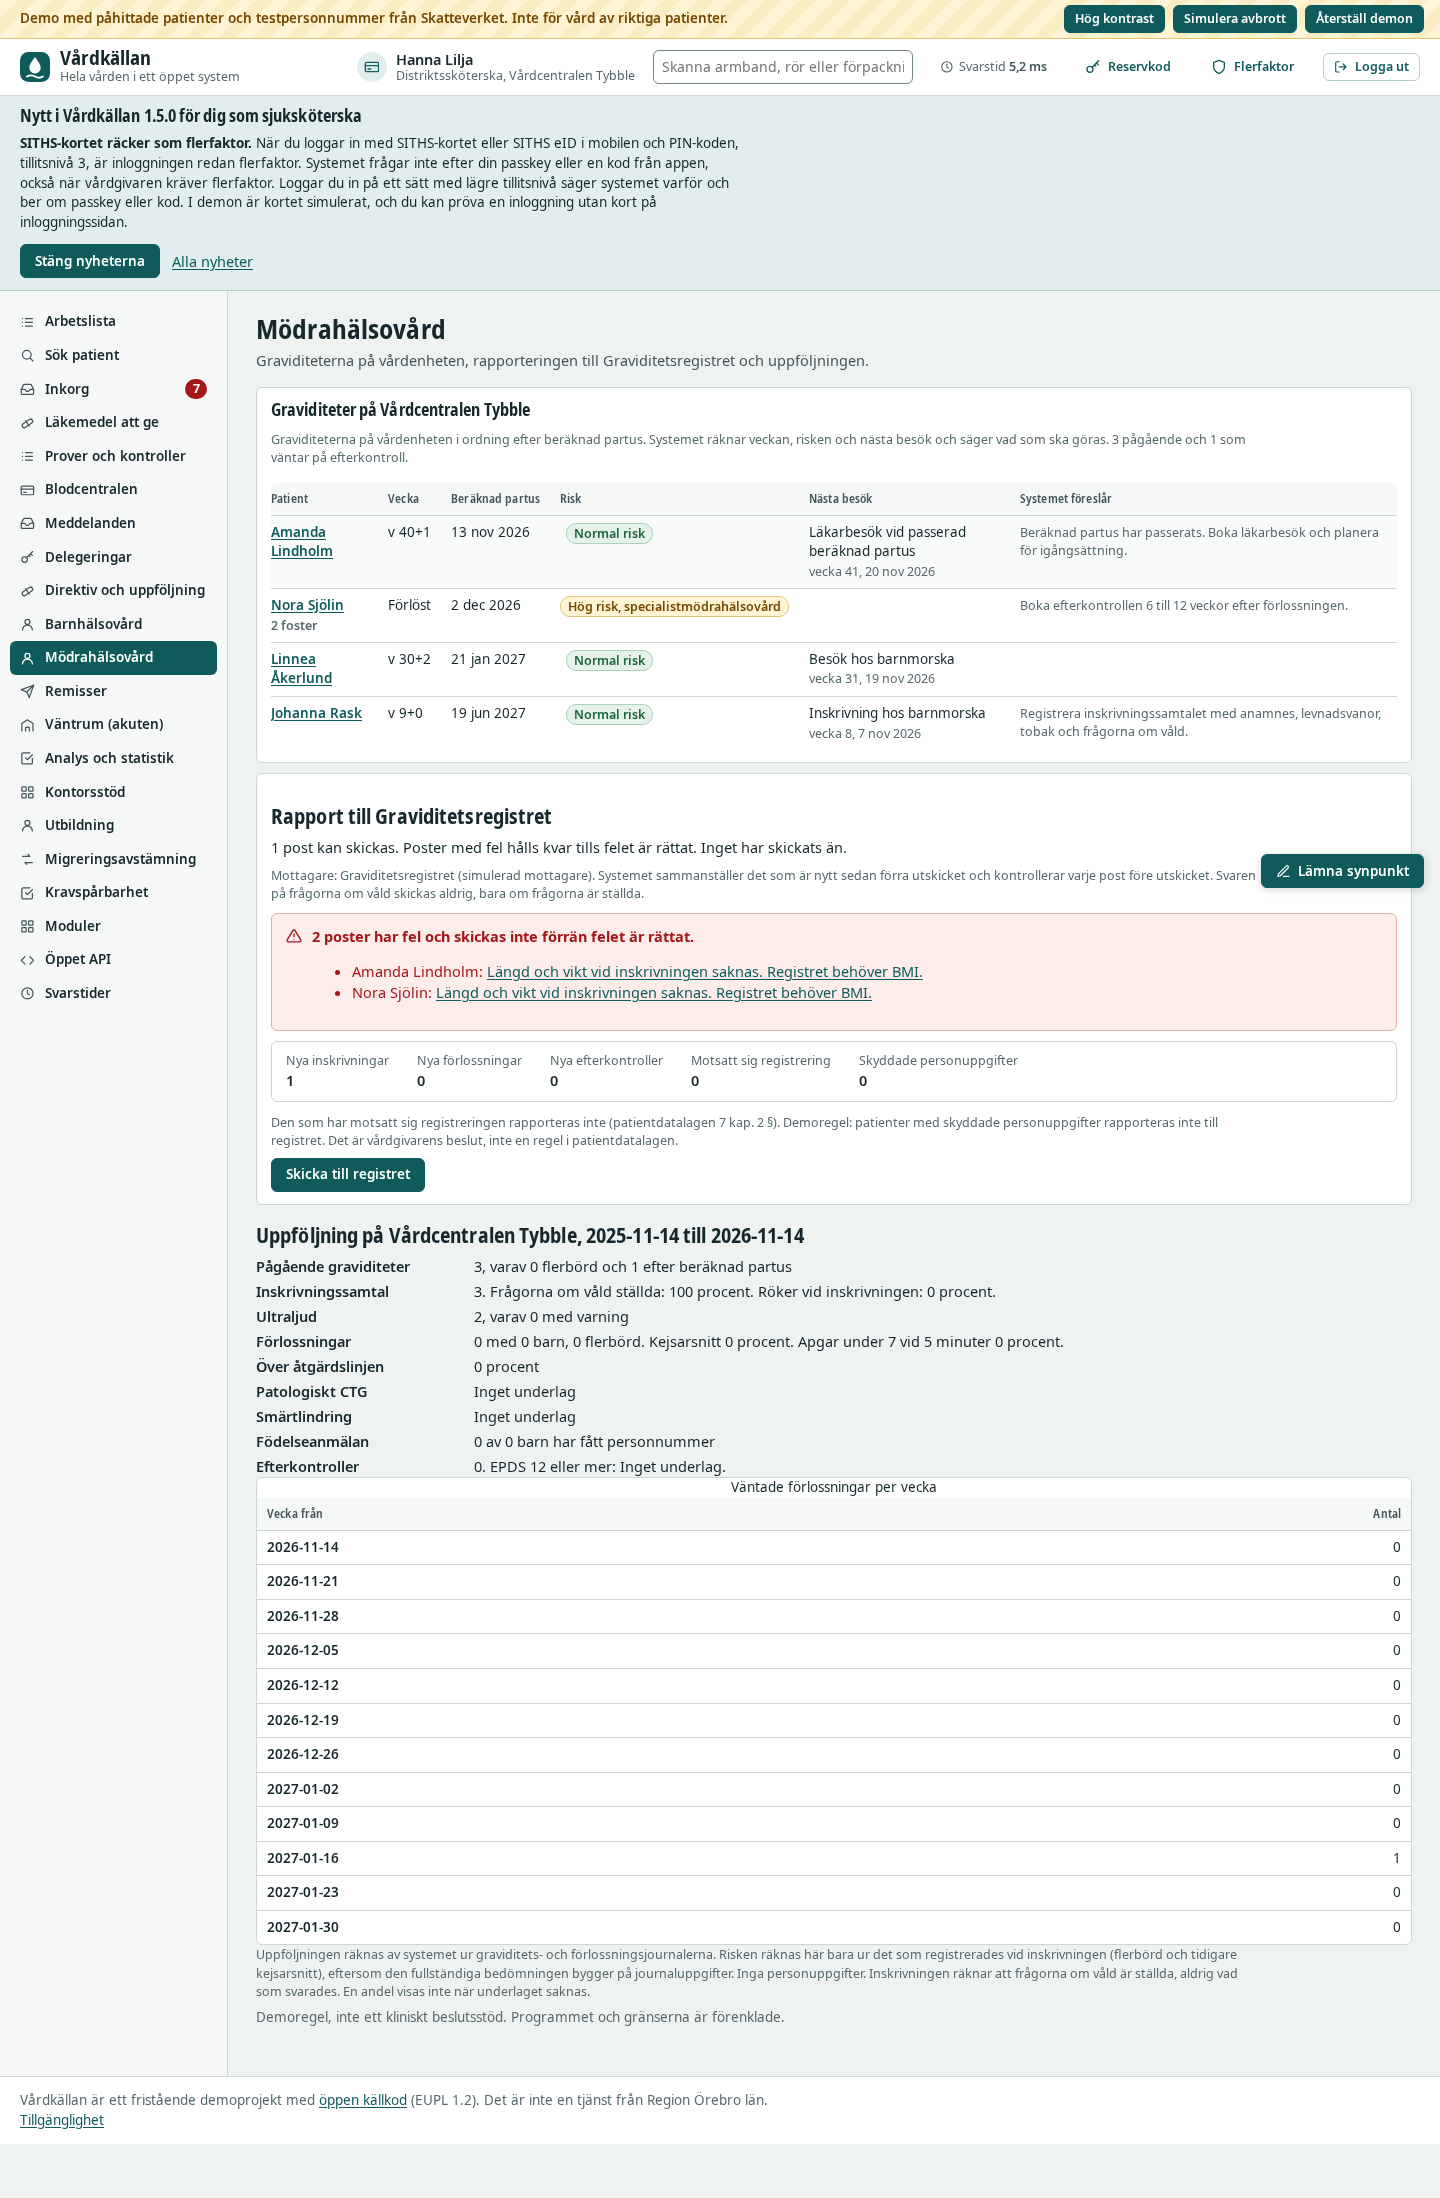 Demo med påhittade patienter och testpersonnummer från Skatteverket. Inte för vård av riktiga patienter.
Hög kontrast
Simulera avbrott
Återställ demon
Vårdkällan
Hela vården i ett öppet system
Hanna Lilja
Distriktssköterska, Vårdcentralen Tybble
Skanna armband, rör eller förpackni
Svarstid 5,2 ms
Reservkod
Flerfaktor
Logga ut
Nytt i Vårdkällan 1.5.0 för dig som sjuksköterska
SITHS-kortet räcker som flerfaktor. När du loggar in med SITHS-kortet eller SITHS eID i mobilen och PIN-koden,
tillitsnivå 3, är inloggningen redan flerfaktor. Systemet frågar inte efter din passkey eller en kod från appen,
också när vårdgivaren kräver flerfaktor. Loggar du in på ett sätt med lägre tillitsnivå säger systemet varför och
ber om passkey eller kod. I demon är kortet simulerat, och du kan pröva en inloggning utan kort på
inloggningssidan.
Stäng nyheterna
Alla nyheter
Arbetslista
Sök patient
Inkorg
7
Läkemedel att ge
Prover och kontroller
Blodcentralen
Meddelanden
Delegeringar
Direktiv och uppföljning
Barnhälsovård
Mödrahälsovård
Remisser
Väntrum (akuten)
Analys och statistik
Kontorsstöd
Utbildning
Migreringsavstämning
Kravspårbarhet
Moduler
Öppet API
Svarstider
Mödrahälsovård
Graviditeterna på vårdenheten, rapporteringen till Graviditetsregistret och uppföljningen.
Graviditeter på Vårdcentralen Tybble
Graviditeterna på vårdenheten i ordning efter beräknad partus. Systemet räknar veckan, risken och nästa besök och säger vad som ska göras. 3 pågående och 1 som
väntar på efterkontroll.
Patient Vecka Beräknad partus Risk Nästa besök Systemet föreslår
Amanda Lindholm v 40+1 13 nov 2026 Normal risk Läkarbesök vid passerad beräknad partus
vecka 41, 20 nov 2026
Beräknad partus har passerats. Boka läkarbesök och planera för igångsättning.
Nora Sjölin Förlöst 2 dec 2026 Hög risk, specialistmödrahälsovård Boka efterkontrollen 6 till 12 veckor efter förlossningen.
2 foster
Linnea Åkerlund v 30+2 21 jan 2027 Normal risk Besök hos barnmorska
vecka 31, 19 nov 2026
Johanna Rask v 9+0 19 jun 2027 Normal risk Inskrivning hos barnmorska
vecka 8, 7 nov 2026
Registrera inskrivningssamtalet med anamnes, levnadsvanor, tobak och frågorna om våld.
Rapport till Graviditetsregistret
1 post kan skickas. Poster med fel hålls kvar tills felet är rättat. Inget har skickats än.
Mottagare: Graviditetsregistret (simulerad mottagare). Systemet sammanställer det som är nytt sedan förra utskicket och kontrollerar varje post före utskicket. Svaren
på frågorna om våld skickas aldrig, bara om frågorna är ställda.
Lämna synpunkt
2 poster har fel och skickas inte förrän felet är rättat.
Amanda Lindholm: Längd och vikt vid inskrivningen saknas. Registret behöver BMI.
Nora Sjölin: Längd och vikt vid inskrivningen saknas. Registret behöver BMI.
Nya inskrivningar Nya förlossningar Nya efterkontroller Motsatt sig registrering Skyddade personuppgifter
1 0 0 0 0
Den som har motsatt sig registreringen rapporteras inte (patientdatalagen 7 kap. 2 §). Demoregel: patienter med skyddade personuppgifter rapporteras inte till
registret. Det är vårdgivarens beslut, inte en regel i patientdatalagen.
Skicka till registret
Uppföljning på Vårdcentralen Tybble, 2025-11-14 till 2026-11-14
Pågående graviditeter 3, varav 0 flerbörd och 1 efter beräknad partus
Inskrivningssamtal 3. Frågorna om våld ställda: 100 procent. Röker vid inskrivningen: 0 procent.
Ultraljud 2, varav 0 med varning
Förlossningar 0 med 0 barn, 0 flerbörd. Kejsarsnitt 0 procent. Apgar under 7 vid 5 minuter 0 procent.
Över åtgärdslinjen 0 procent
Patologiskt CTG Inget underlag
Smärtlindring Inget underlag
Födelseanmälan 0 av 0 barn har fått personnummer
Efterkontroller 0. EPDS 12 eller mer: Inget underlag.
Väntade förlossningar per vecka
Vecka från Antal
2026-11-14 0
2026-11-21 0
2026-11-28 0
2026-12-05 0
2026-12-12 0
2026-12-19 0
2026-12-26 0
2027-01-02 0
2027-01-09 0
2027-01-16 1
2027-01-23 0
2027-01-30 0
Uppföljningen räknas av systemet ur graviditets- och förlossningsjournalerna. Risken räknas här bara ur det som registrerades vid inskrivningen (flerbörd och tidigare
kejsarsnitt), eftersom den fullständiga bedömningen bygger på journaluppgifter. Inga personuppgifter. Inskrivningen räknar att frågorna om våld är ställda, aldrig vad
som svarades. En andel visas inte när underlaget saknas.
Demoregel, inte ett kliniskt beslutsstöd. Programmet och gränserna är förenklade.
Vårdkällan är ett fristående demoprojekt med öppen källkod (EUPL 1.2). Det är inte en tjänst från Region Örebro län.
Tillgänglighet